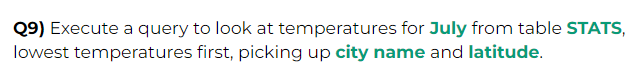 Q9) Execute a query to look at temperatures for July from table STATS,
lowest temperatures first, picking up city name and latitude.